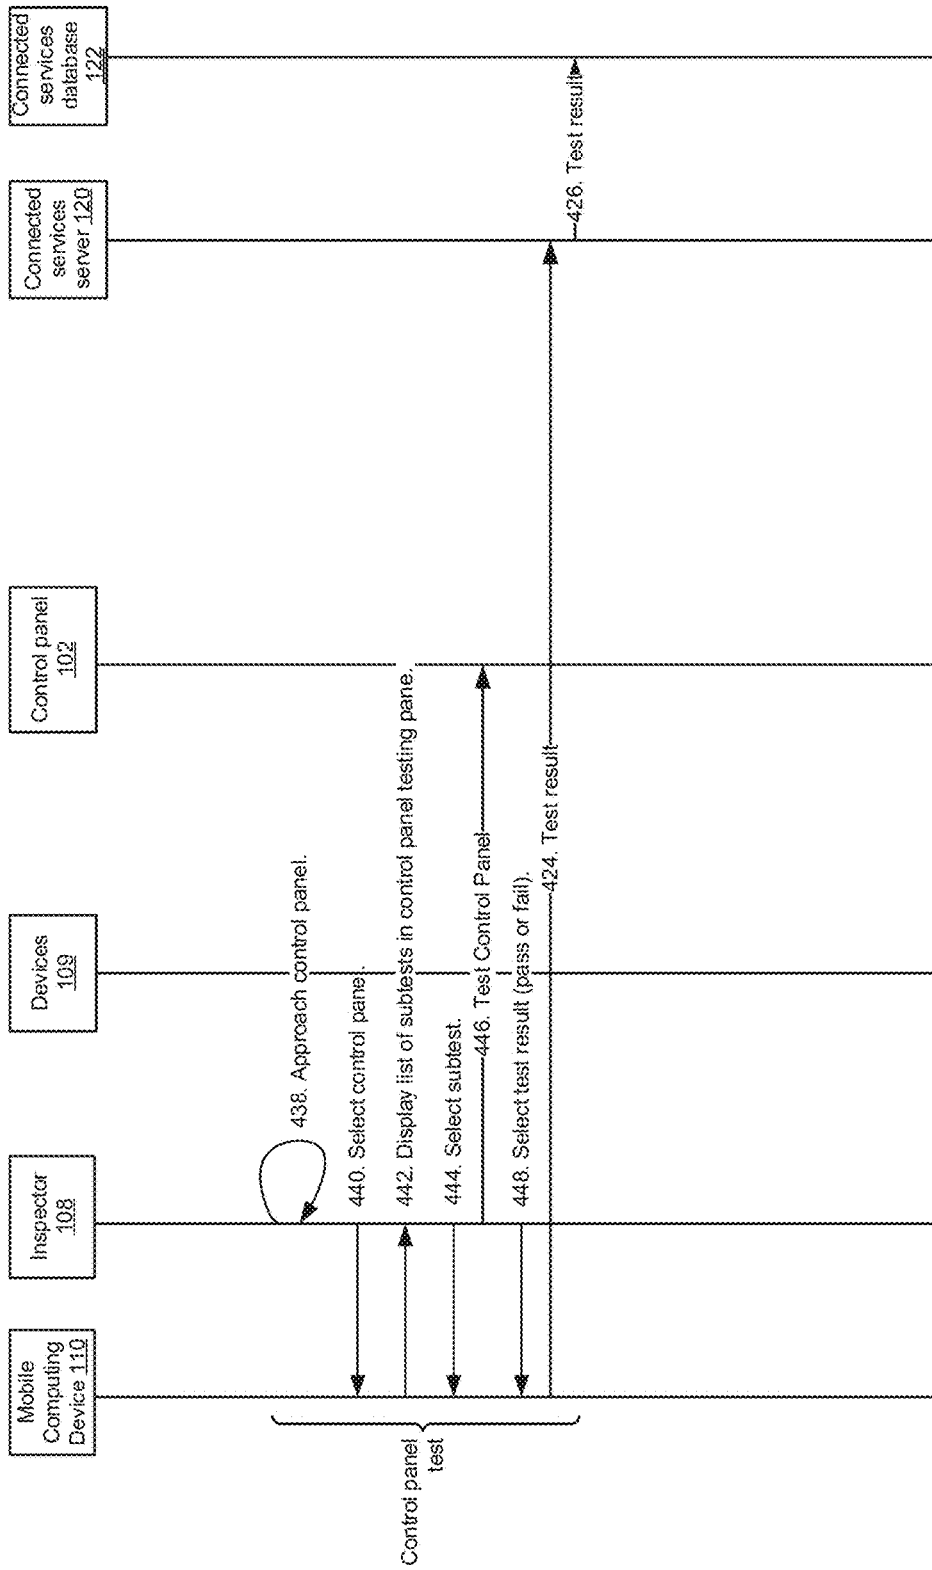 Mobile
Computing
Device 110
Inspector
108
Devices
109
Control panel
102
Connected
services
server 120
Connected
services
database
122
Control panel
test
438. Approach control panel.
440. Select control panel.
442. Display list of subtests in control panel testing pane.
444. Select subtest.
446. Test Control Panel
448. Select test result (pass or fail).
424. Test result
426. Test result